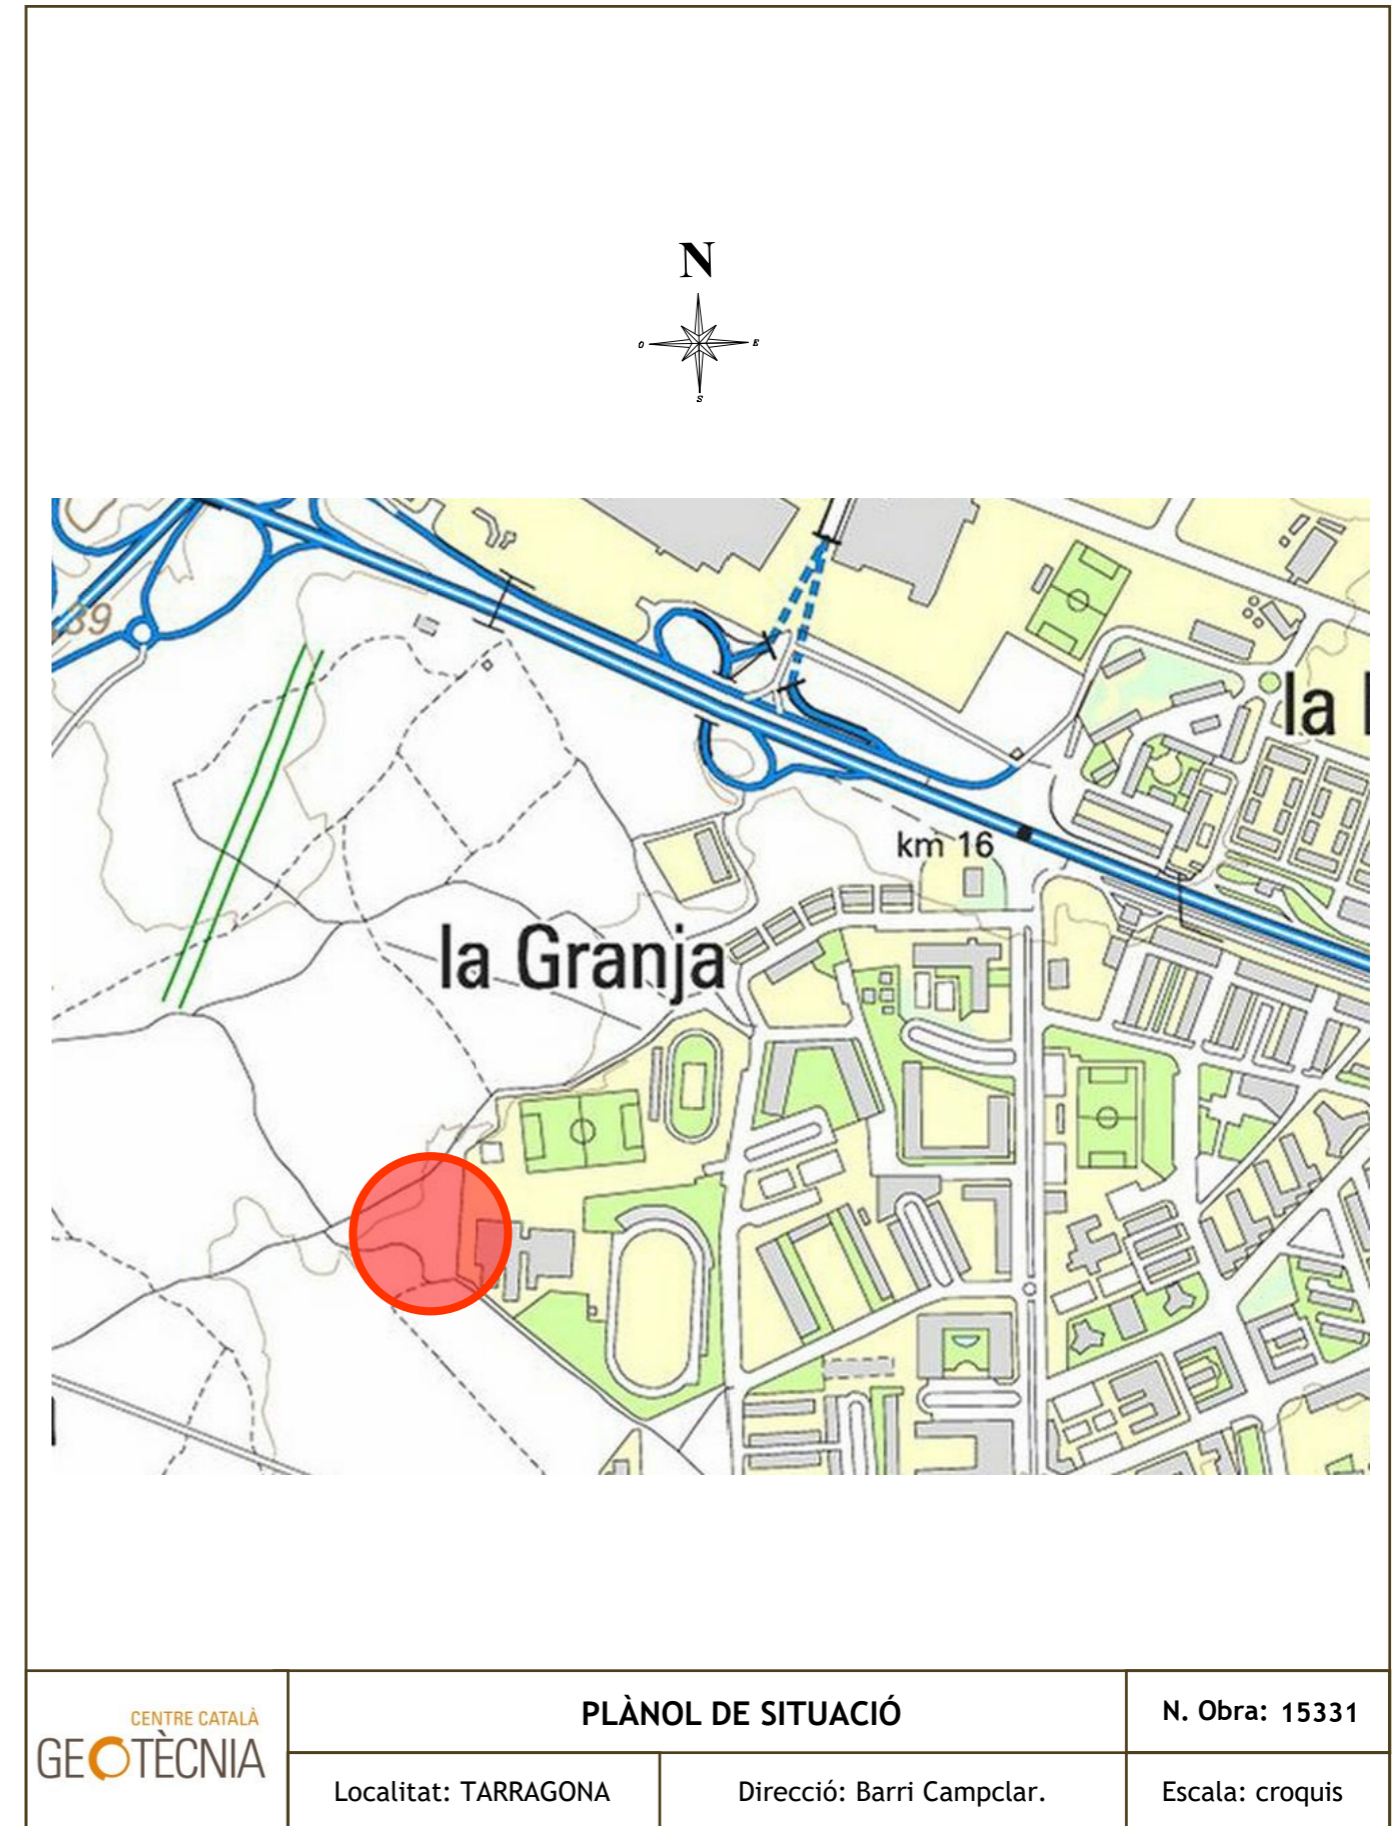 N
O
E
S
39
la
km 16
la Granja
CENTRE CATALÀ
GEOTÈCNIA
PLÀNOL DE SITUACIÓ
N. Obra: 15331
Localitat: TARRAGONA
Direcció: Barri Campclar.
Escala: croquis